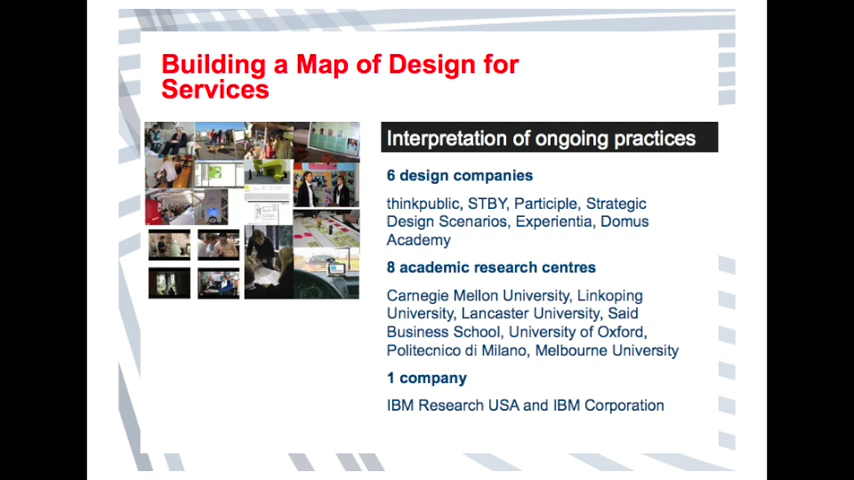 Building a Map of Design for
Services
Interpretation of ongoing practices
6 design companies
thinkpublic, STBY, Participle, Strategic
Design Scenarios, Experientia, Domus
Academy
8 academic research centres
Carnegie Mellon University, Linkoping
University, Lancaster University, Said
Business School, University of Oxford,
Politecnico di Milano, Melbourne University
1 company
IBM Research USA and IBM Corporation